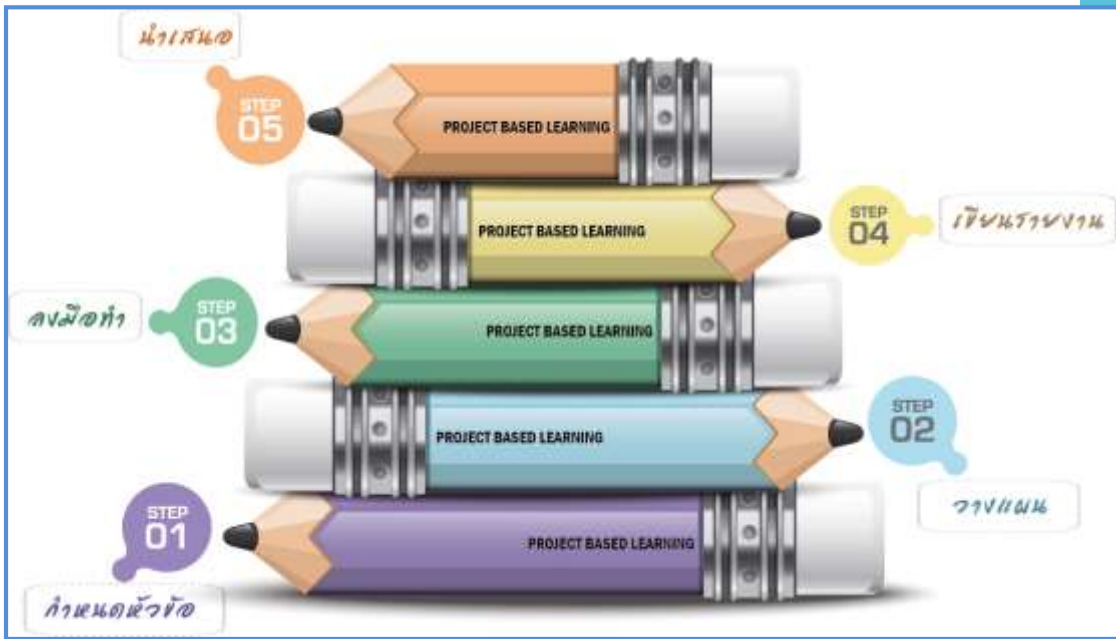 นำเสนอ
STEP
05
PROJECT BASED LEARNING
PROJECT BASED LEARNING
STEP
04
เขียนรายงาน
ลงมือทำ
STEP
03
PROJECT BASED LEARNING
PROJECT BASED LEARNING
STEP
02
วางแผน
STEP
01
PROJECT BASED LEARNING
กำหนดหัวข้อ